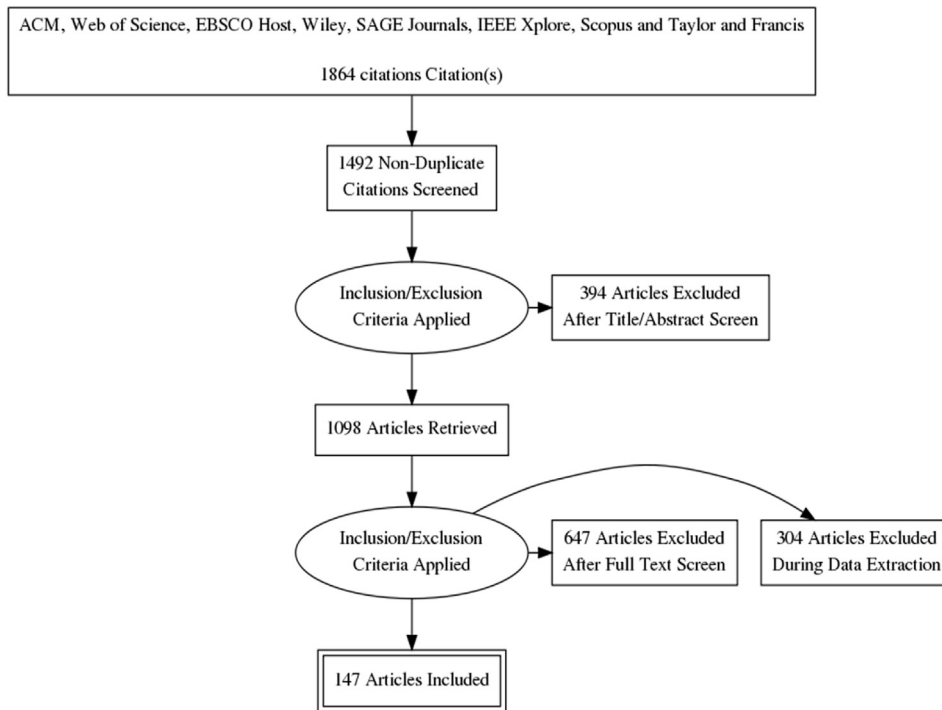 ACM, Web of Science, EBSCO Host, Wiley, SAGE Journals, IEEE Xplore, Scopus and Taylor and Francis
1864 citations Citation(s)
1492 Non-Duplicate
Citations Screened
Inclusion/Exclusion
Criteria Applied
394 Articles Excluded
After Title/Abstract Screen
1098 Articles Retrieved
Inclusion/Exclusion
Criteria Applied
647 Articles Excluded
After Full Text Screen
304 Articles Excluded
During Data Extraction
147 Articles Included